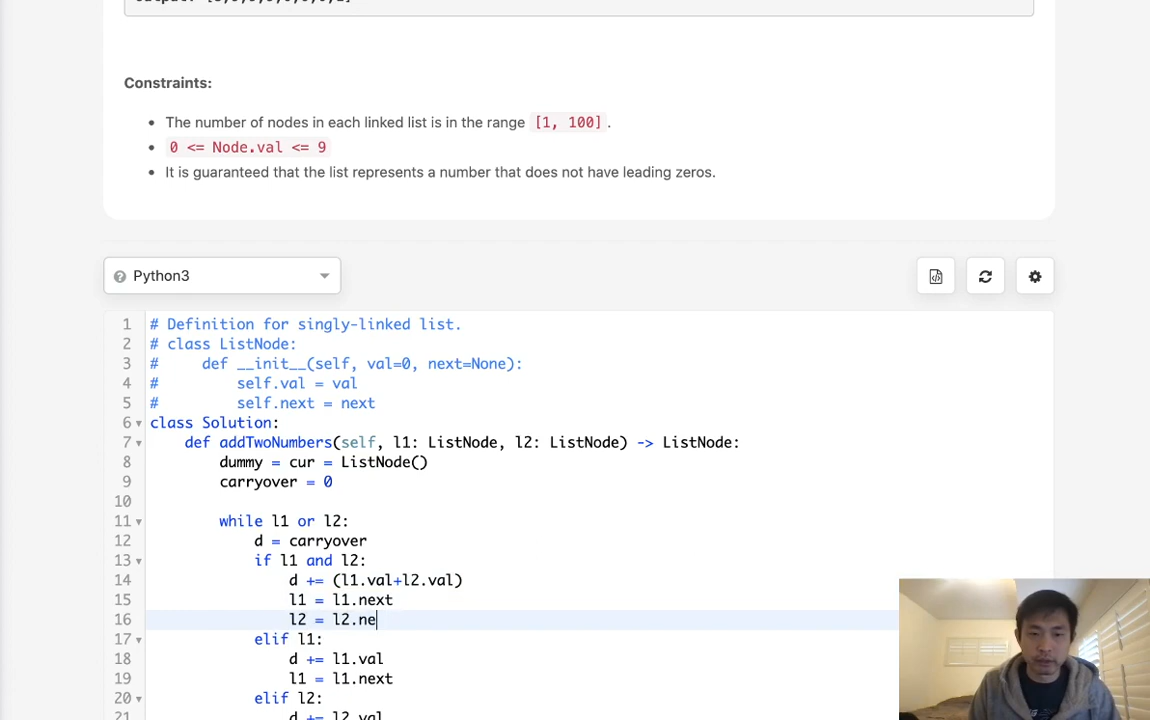 Constraints:
• The number of nodes in each linked list is in the range [1, 100].
• 0 <= Node.val <= 9
• It is guaranteed that the list represents a number that does not have leading zeros.
Python3
1 # Definition for singly-linked list.
2 # class ListNode:
3 #     def __init__(self, val=0, next=None):
4 #         self.val = val
5 #         self.next = next
6 class Solution:
7     def addTwoNumbers(self, l1: ListNode, l2: ListNode) -> ListNode:
8         dummy = cur = ListNode()
9         carryover = 0
10
11         while l1 or l2:
12             d = carryover
13             if l1 and l2:
14                 d += (l1.val+l2.val)
15                 l1 = l1.next
16                 l2 = l2.ne
17             elif l1:
18                 d += l1.val
19                 l1 = l1.next
20             elif l2:
21                 d += l2.val